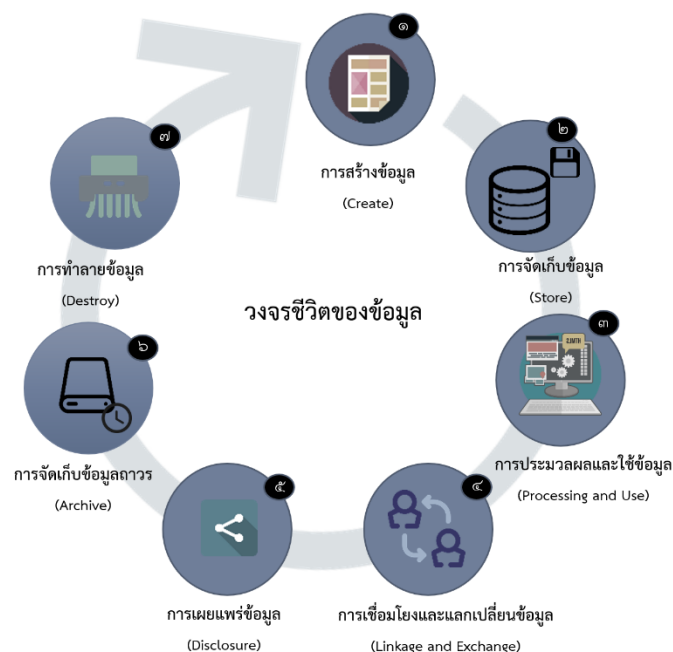 ๑
การสร้างข้อมูล
(Create)
๒
การจัดเก็บข้อมูล
(Store)
๓
การประมวลผลและใช้ข้อมูล
(Processing and Use)
๔
การเชื่อมโยงและแลกเปลี่ยนข้อมูล
(Linkage and Exchange)
๕
การเผยแพร่ข้อมูล
(Disclosure)
๖
การจัดเก็บข้อมูลถาวร
(Archive)
๗
การทำลายข้อมูล
(Destroy)
วงจรชีวิตของข้อมูล